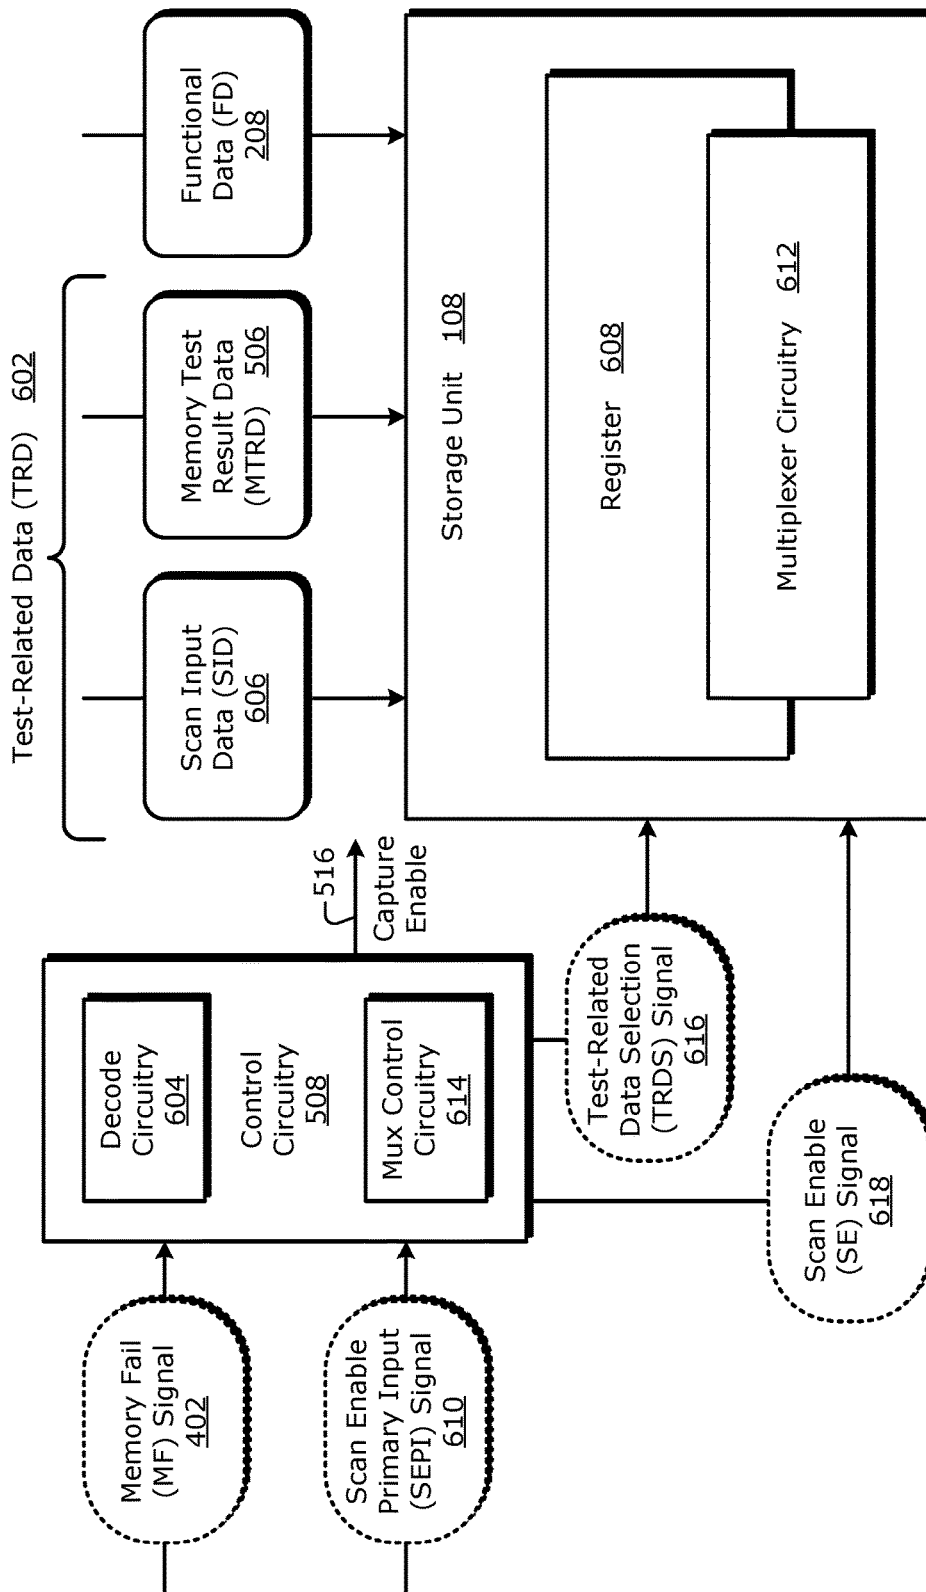 Test-Related Data (TRD) 602
Scan Input
Data (SID)
606
Memory Test
Result Data
(MTRD) 506
Functional
Data (FD)
208
Memory Fail
(MF) Signal
402
Scan Enable
Primary Input
(SEPI) Signal
610
Decode
Circuitry
604
Control
Circuitry
508
Mux Control
Circuitry
614
516
Capture
Enable
Storage Unit 108
Register 608
Multiplexer Circuitry 612
Test-Related
Data Selection
(TRDS) Signal
616
Scan Enable
(SE) Signal
618